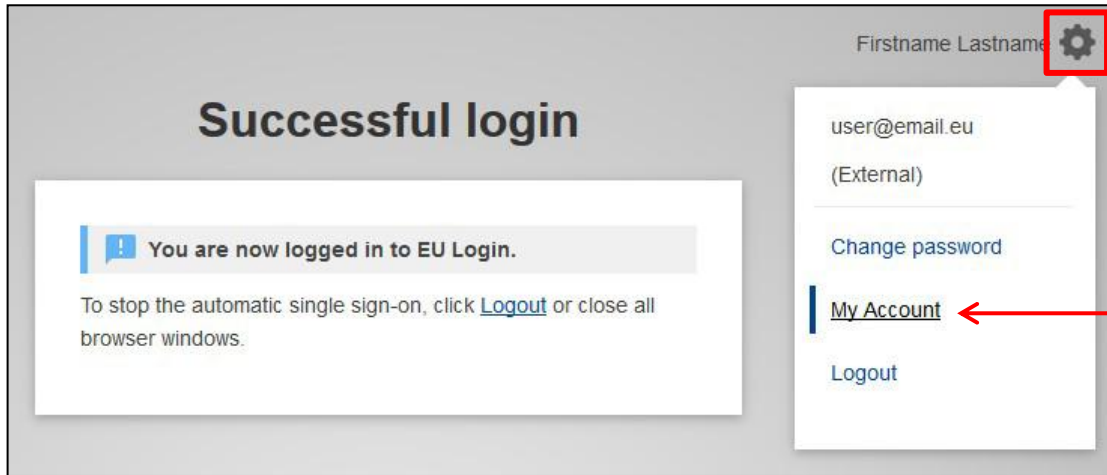 Firstname Lastname
Successful login
You are now logged in to EU Login.
To stop the automatic single sign-on, click Logout or close all
browser windows.
user@email.eu
(External)
Change password
My Account
Logout